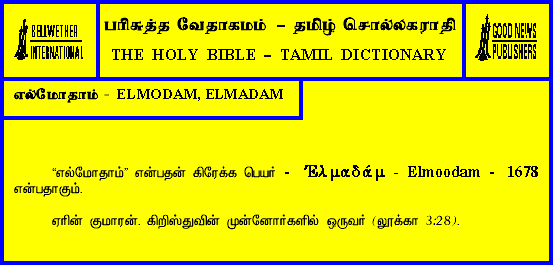 BELLWETHER
INTERNATIONAL
பரிசுத்த வேதாகமம் – தமிழ் சொல்லகராதி
THE HOLY BIBLE – TAMIL DICTIONARY
GOOD NEWS
PUBLISHERS
எல்மோதாம் - ELMODAM, ELMADAM
“எல்மோதாம்” என்பதன் கிரேக்க பெயர் - Ἐλμαδάμ - Elmoodam - 1678
என்பதாகும்.
ஏரின் குமாரன். கிறிஸ்துவின் முன்னோர்களில் ஒருவர் (லூக்கா 3:28).